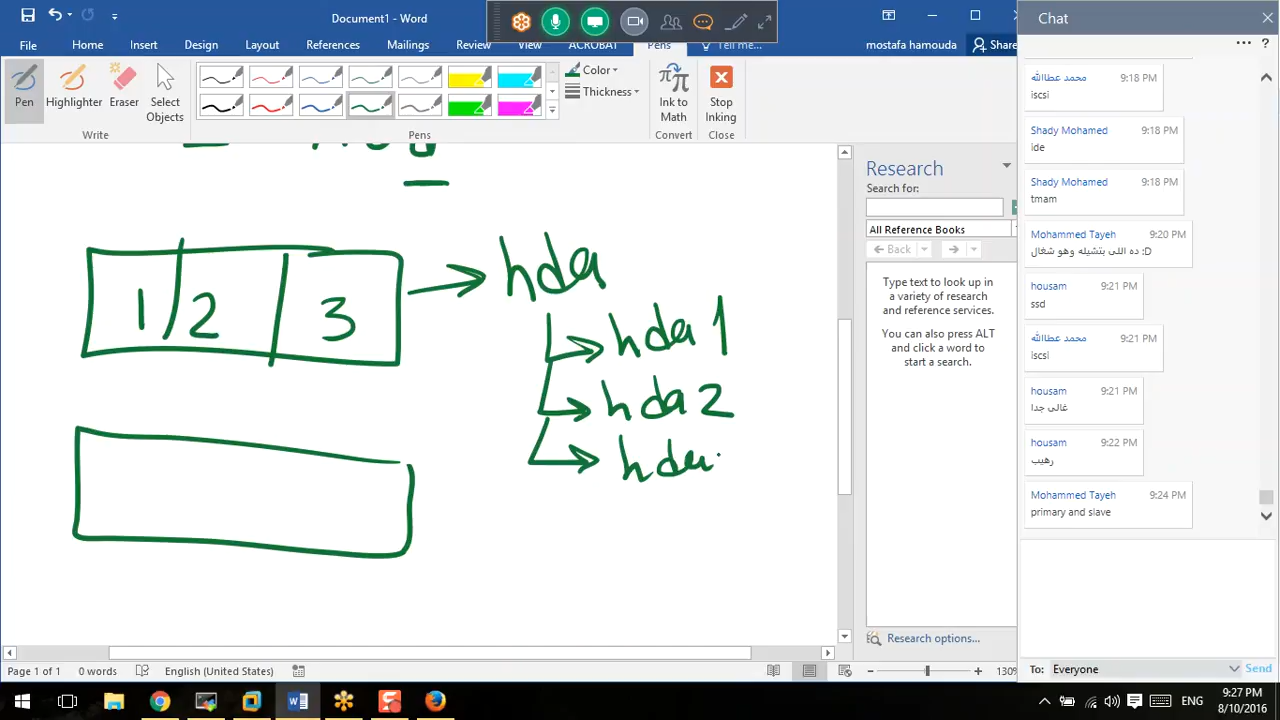 Document1 - Word
mostafa hamouda
Share
File
Home
Insert
Design
Layout
References
Mailings
Review
View
ACROBAT
Pens
Tell me...
Pen
Highlighter
Eraser
Select
Objects
Write
Pens
Color
Thickness
Ink to
Math
Convert
Stop
Inking
Close
hda
1
2
3
hda 1
hda 2
hda
Research
Search for:
All Reference Books
Back
Type text to look up in
a variety of research
and reference services.
You can also press ALT
and click a word to
start a search.
Research options...
Chat
محمد عطاالله 9:18 PM
iscsi
Shady Mohamed 9:18 PM
Ide
Shady Mohamed 9:18 PM
tmam
Mohammed Tayeh 9:20 PM
ده اللى بتشيله وهو شغال :D
housam 9:21 PM
ssd
محمد عطاالله 9:21 PM
iscsi
housam 9:21 PM
غالى جدا
housam 9:22 PM
رهيب
Mohammed Tayeh 9:24 PM
primary and slave
To: Everyone Send
Page 1 of 1 0 words English (United States) 130%
ENG
9:27 PM
8/10/2016